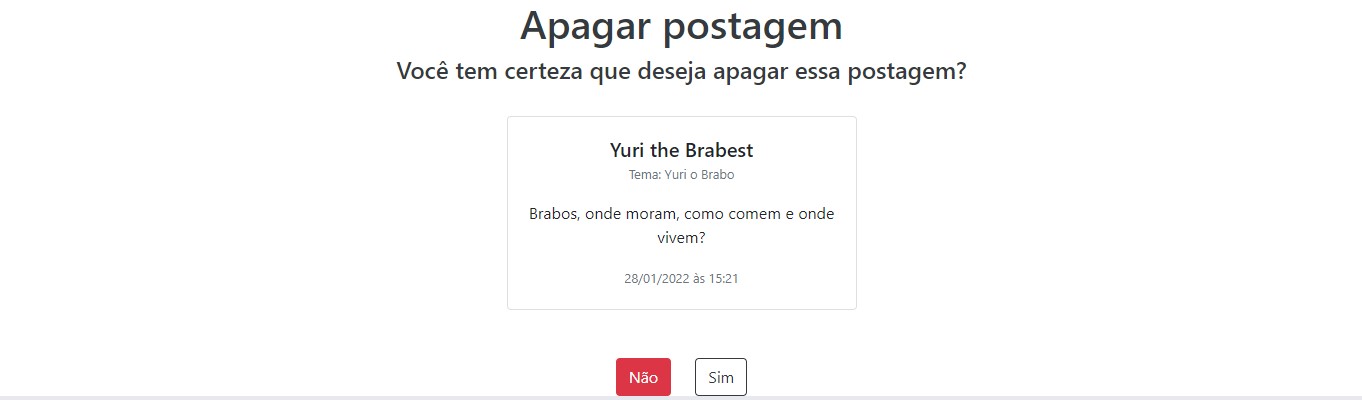 Apagar postagem
Você tem certeza que deseja apagar essa postagem?
Yuri the Brabest
Tema: Yuri o Brabo
Brabos, onde moram, como comem e onde
vivem?
28/01/2022 às 15:21
Não
Sim